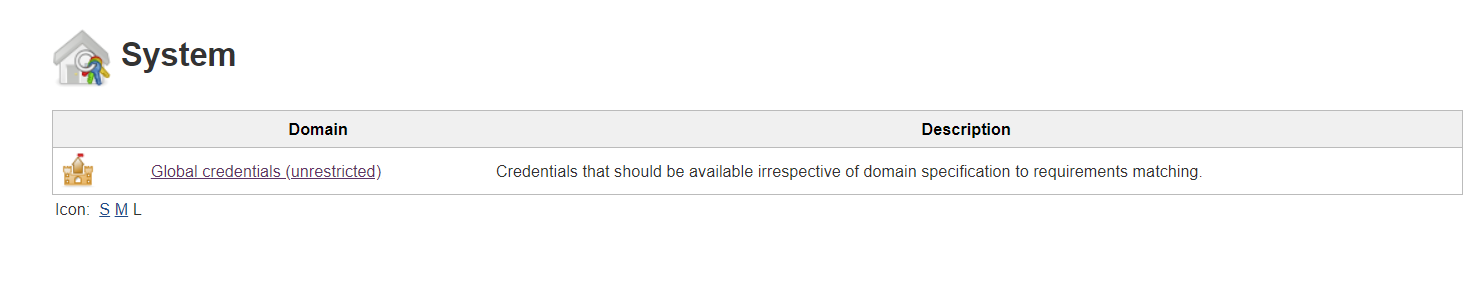 System
Domain Description
Global credentials (unrestricted) Credentials that should be available irrespective of domain specification to requirements matching.
Icon: S M L